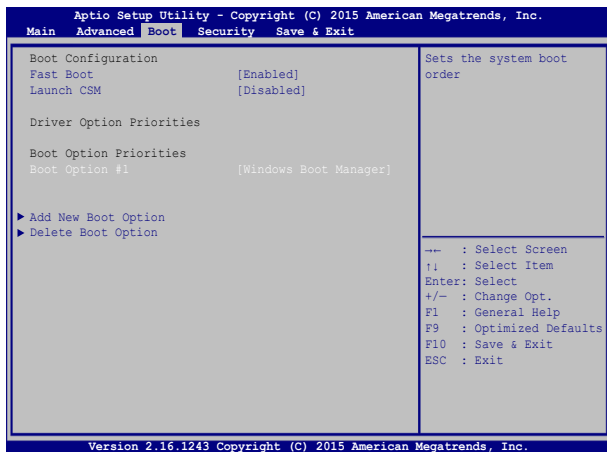 Aptio Setup Utility - Copyright (C) 2015 American Megatrends, Inc.
Main Advanced Boot Security Save & Exit
Boot Configuration
Fast Boot [Enabled]
Launch CSM [Disabled]
Driver Option Priorities
Boot Option Priorities
Boot Option #1 [Windows Boot Manager]
▶ Add New Boot Option
▶ Delete Boot Option
Sets the system boot
order
→← : Select Screen
↑↓ : Select Item
Enter: Select
+/— : Change Opt.
F1 : General Help
F9 : Optimized Defaults
F10 : Save & Exit
ESC : Exit
Version 2.16.1243 Copyright (C) 2015 American Megatrends, Inc.